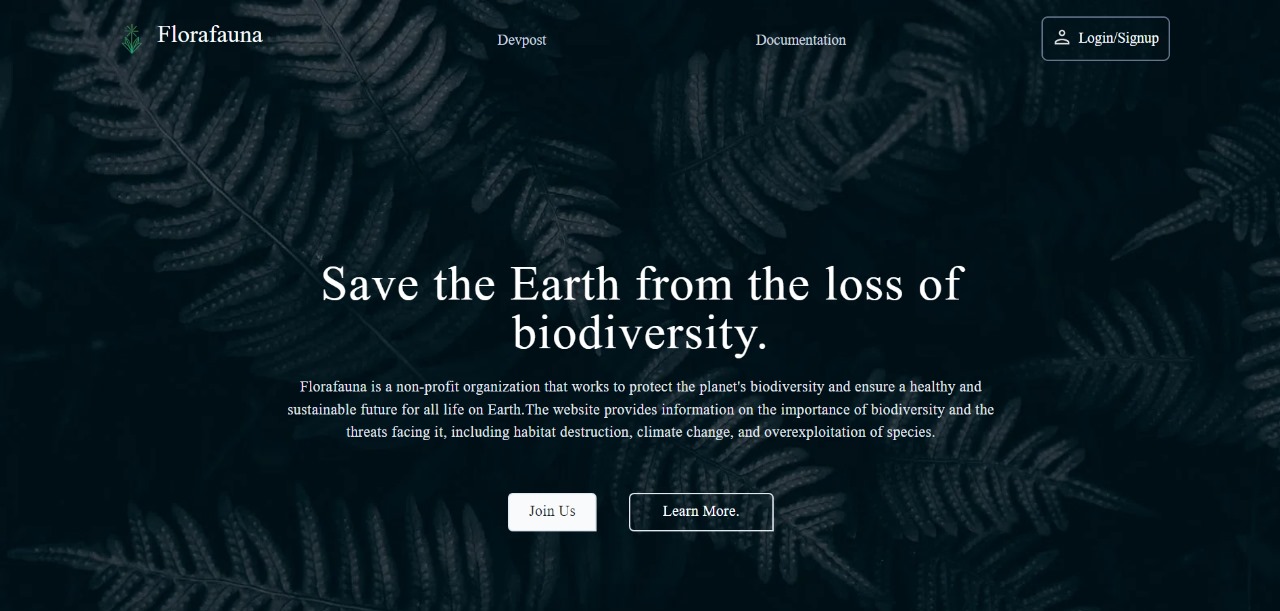 Florafauna
Devpost
Documentation
Login/Signup
Save the Earth from the loss of
biodiversity.
Florafauna is a non-profit organization that works to protect the planet's biodiversity and ensure a healthy and
sustainable future for all life on Earth.The website provides information on the importance of biodiversity and the
threats facing it, including habitat destruction, climate change, and overexploitation of species.
Join Us
Learn More.